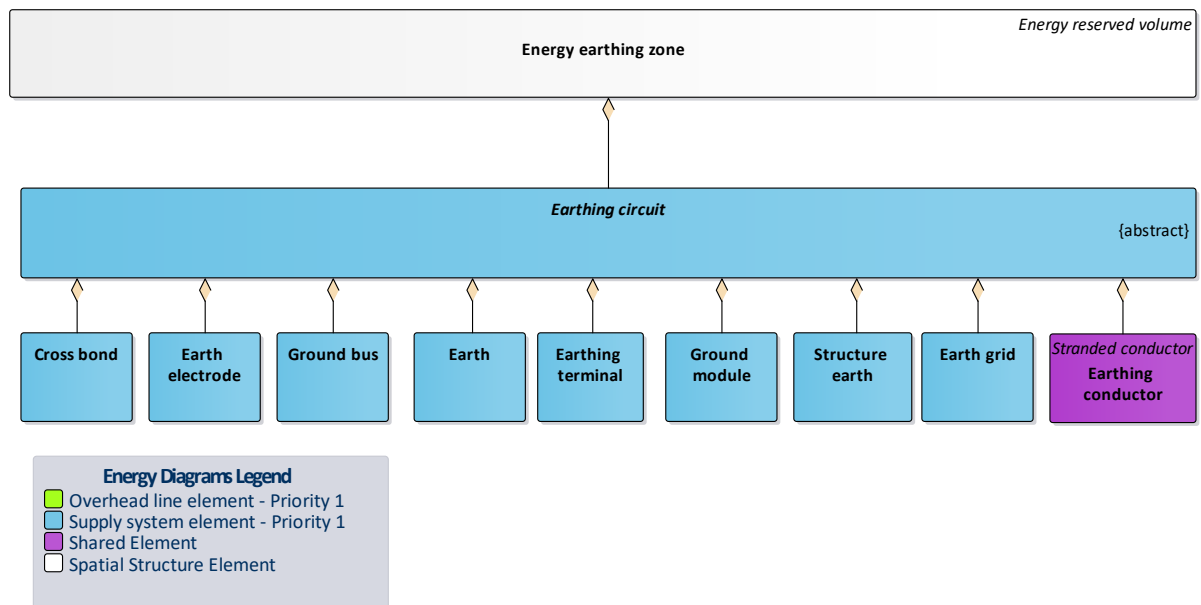 Energy reserved volume
Energy earthing zone
Earthing circuit
{abstract}
Cross bond
Earth
electrode
Ground bus
Earth
Earthing
terminal
Ground
module
Structure
earth
Earth grid
Stranded conductor
Earthing
conductor
Energy Diagrams Legend
Overhead line element - Priority 1
Supply system element - Priority 1
Shared Element
Spatial Structure Element